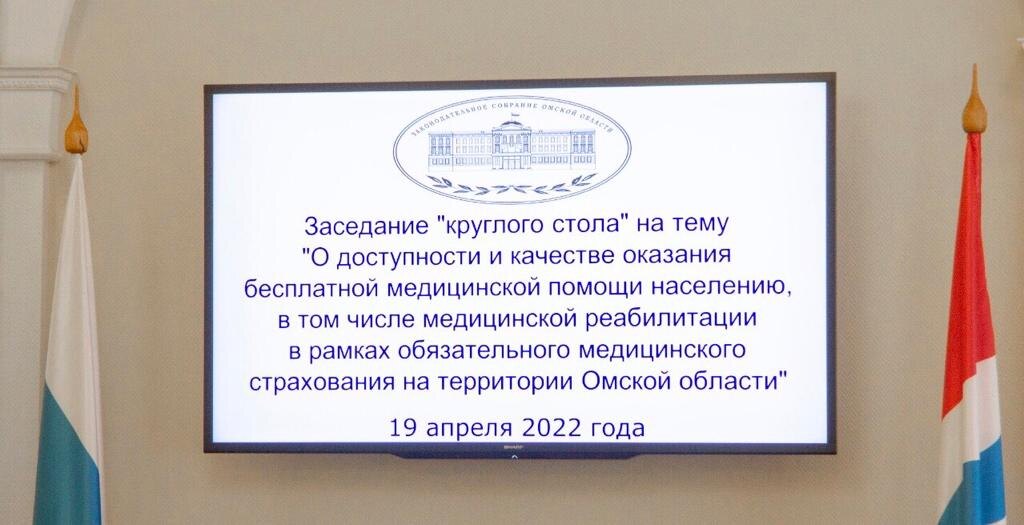 ЗАКОНОДАТЕЛЬНОЕ СОБРАНИЕ ОМСКОЙ ОБЛАСТИ
Заседание "круглого стола" на тему
"О доступности и качестве оказания
бесплатной медицинской помощи населению,
в том числе медицинской реабилитации
в рамках обязательного медицинского
страхования на территории Омской области"
19 апреля 2022 года
SHARP